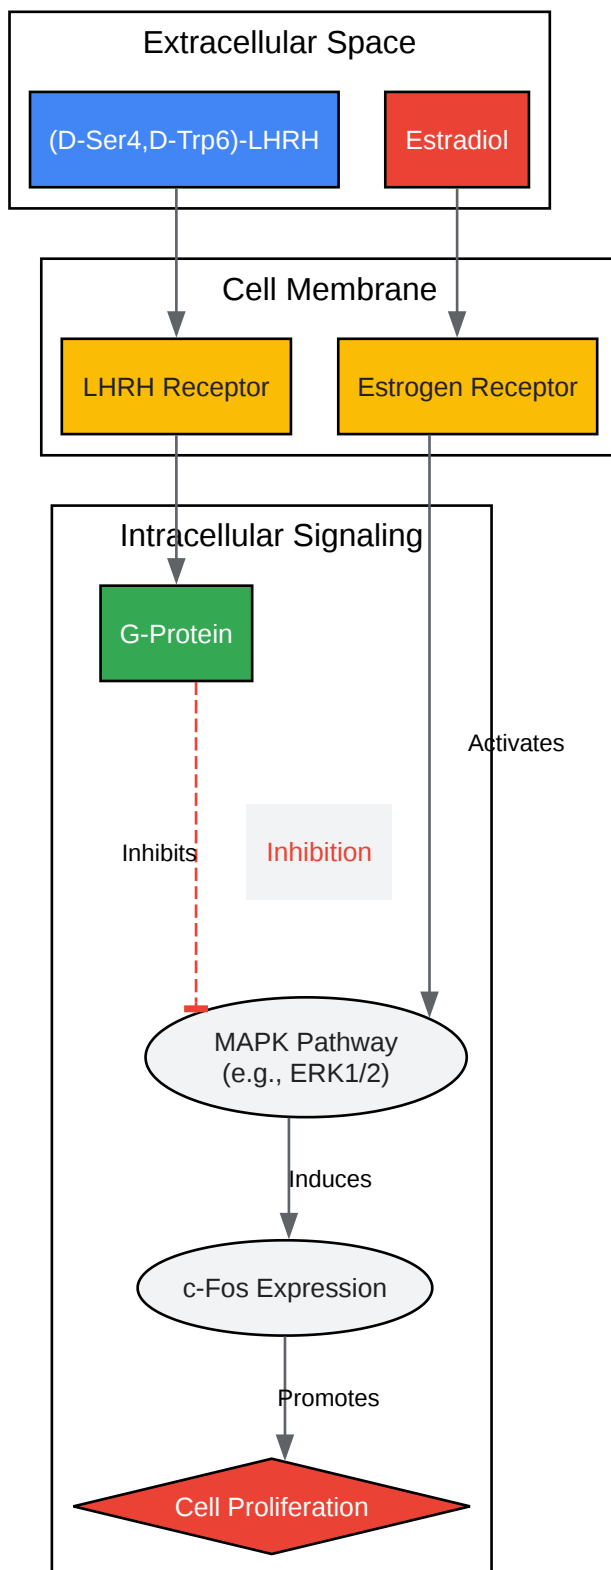 Extracellular Space
(D-Ser4,D-Trp6)-LHRH
Estradiol
Cell Membrane
LHRH Receptor
Estrogen Receptor
Intracellular Signaling
G-Protein
Activates
Inhibits
Inhibition
MAPK Pathway
(e.g., ERK1/2)
Induces
c-Fos Expression
Promotes
Cell Proliferation